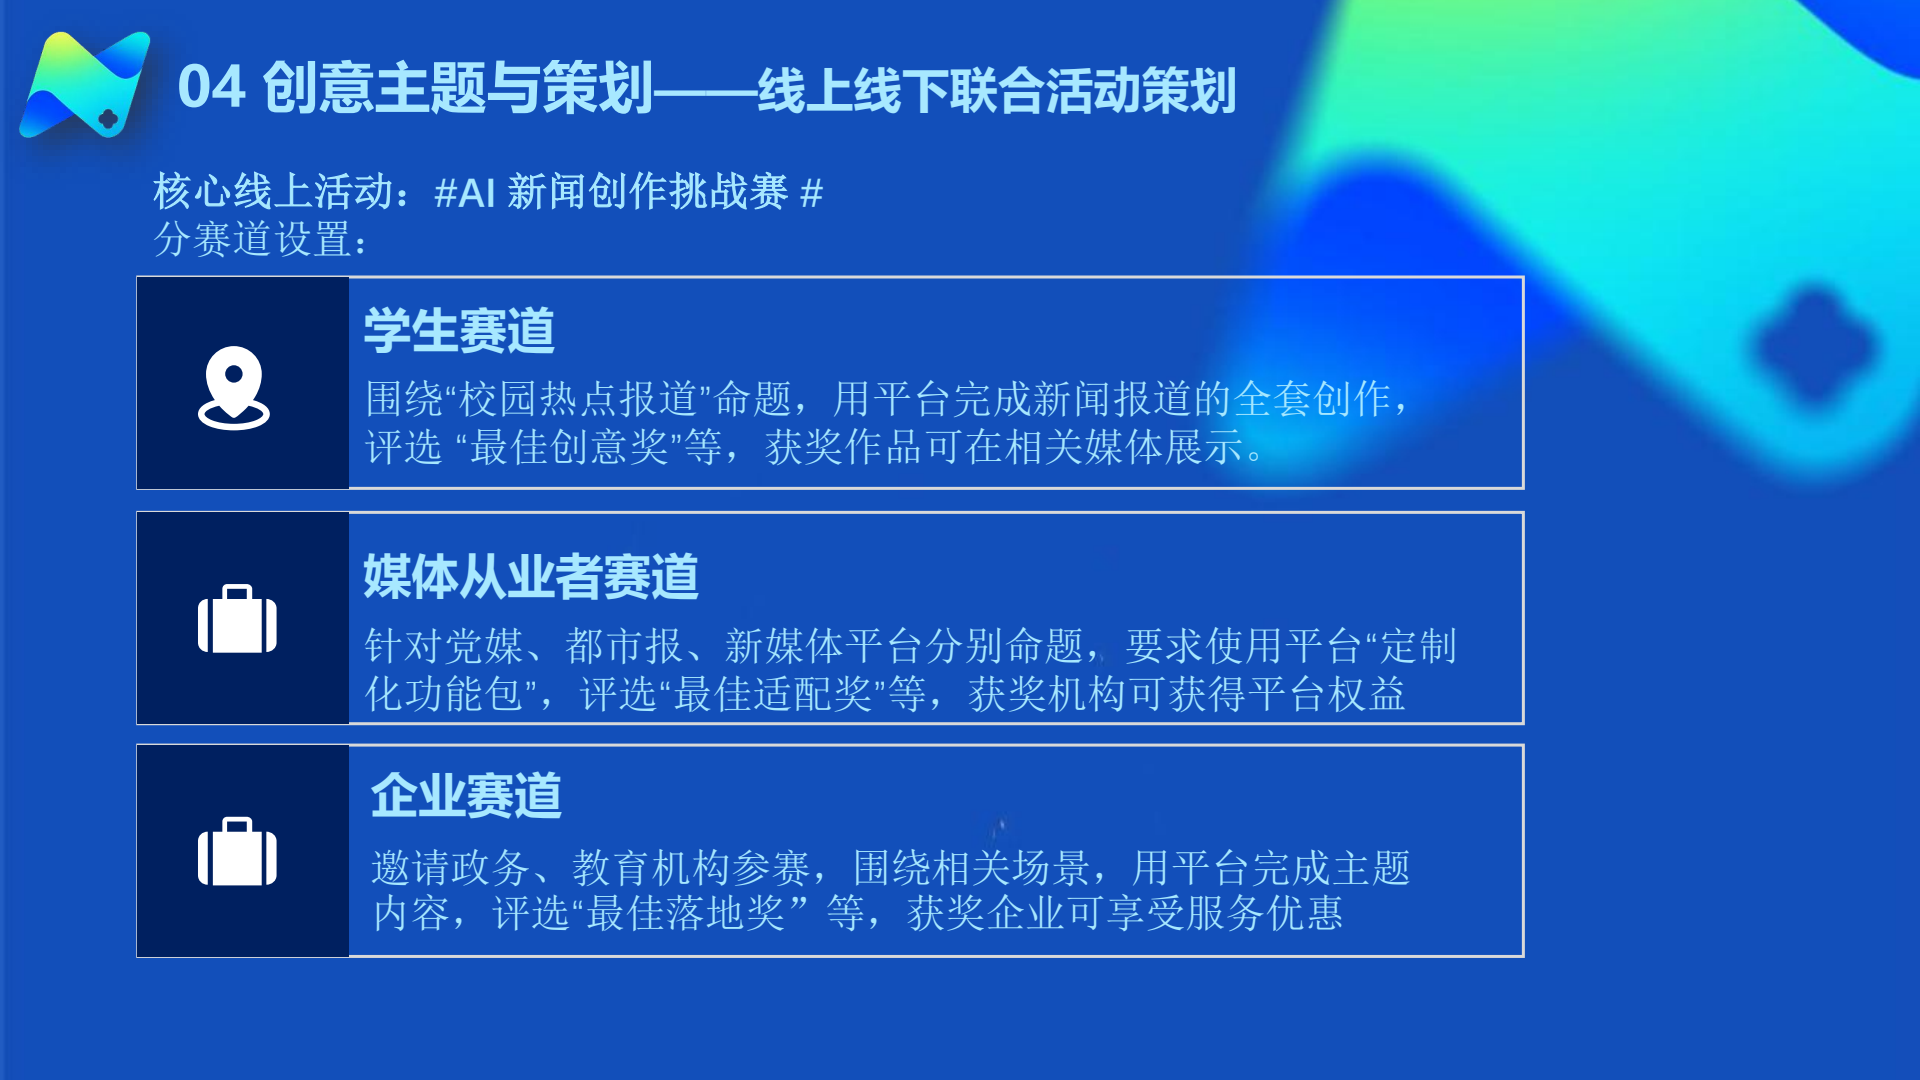 04 创意主题与策划——线上线下联合活动策划
核心线上活动：#AI 新闻创作挑战赛 #
分赛道设置：
学生赛道
围绕“校园热点报道”命题，用平台完成新闻报道的全套创作，
评选 “最佳创意奖”等，获奖作品可在相关媒体展示。
媒体从业者赛道
针对党媒、都市报、新媒体平台分别命题，要求使用平台“定制
化功能包”，评选“最佳适配奖”等，获奖机构可获得平台权益
企业赛道
邀请政务、教育机构参赛，围绕相关场景，用平台完成主题
内容，评选“最佳落地奖”等，获奖企业可享受服务优惠